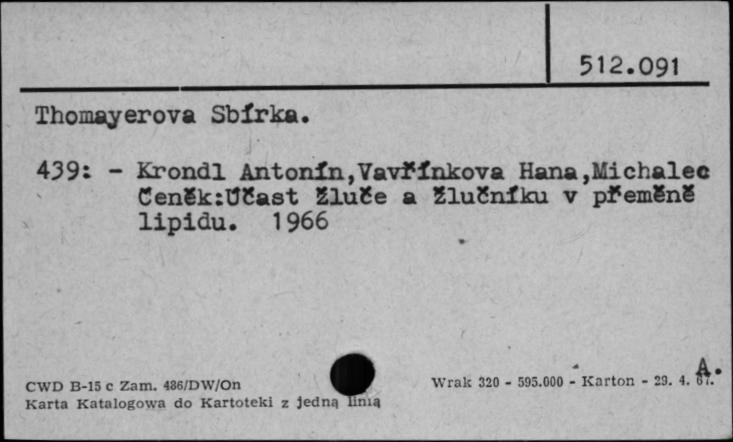 512.091
Thomayerova Sbírka.
439: - Krondl Antonín,Vavřínkova Hana,Michalec
Čeněk:Účast žluče a žlučníku v přeměně
lipidu. 1966
A.
CWD B-15 c Zam. 486/DW/On
Wrak 320 - 595.000 - Karton - 29. 4. 67.
Karta Katalogowa do Kartoteki z jedną linią